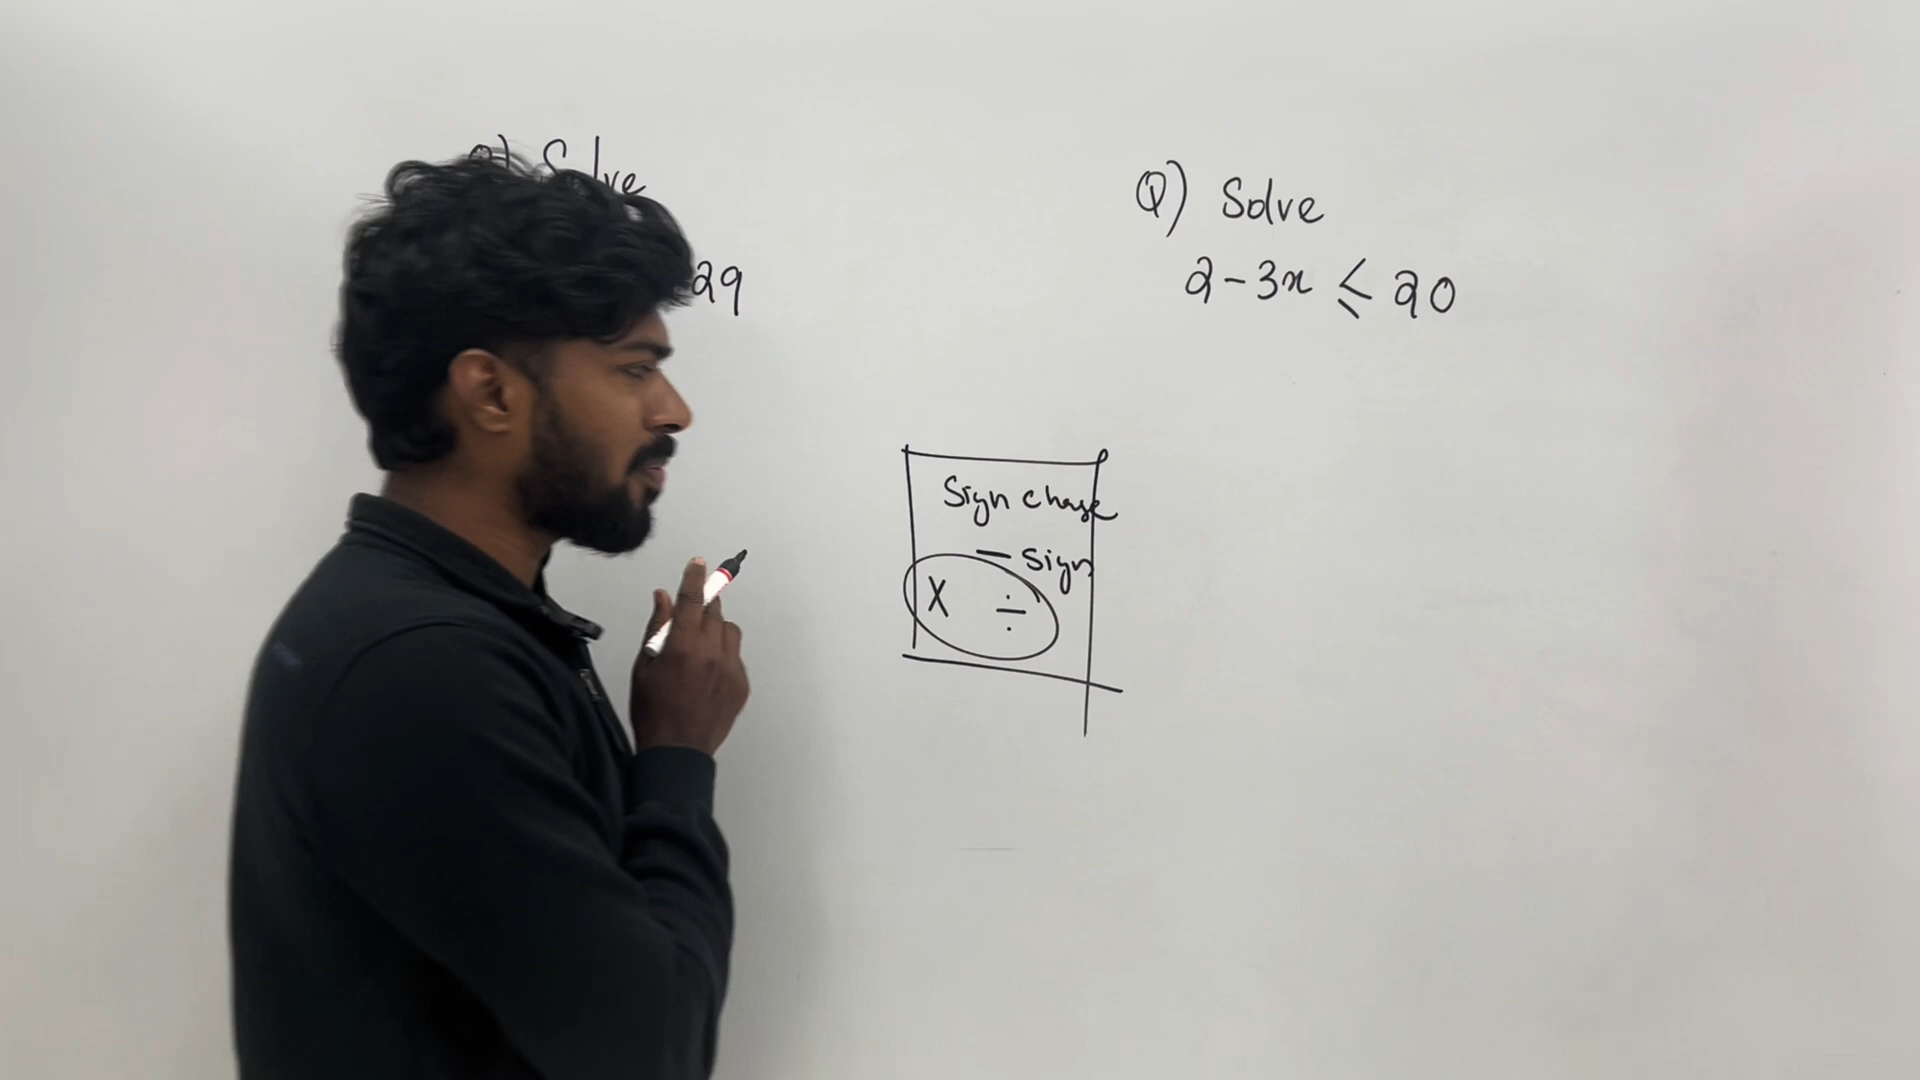 Q) Solve
29
Q) Solve
2-3x ≤ 20
Sign change
— Sign
X ÷